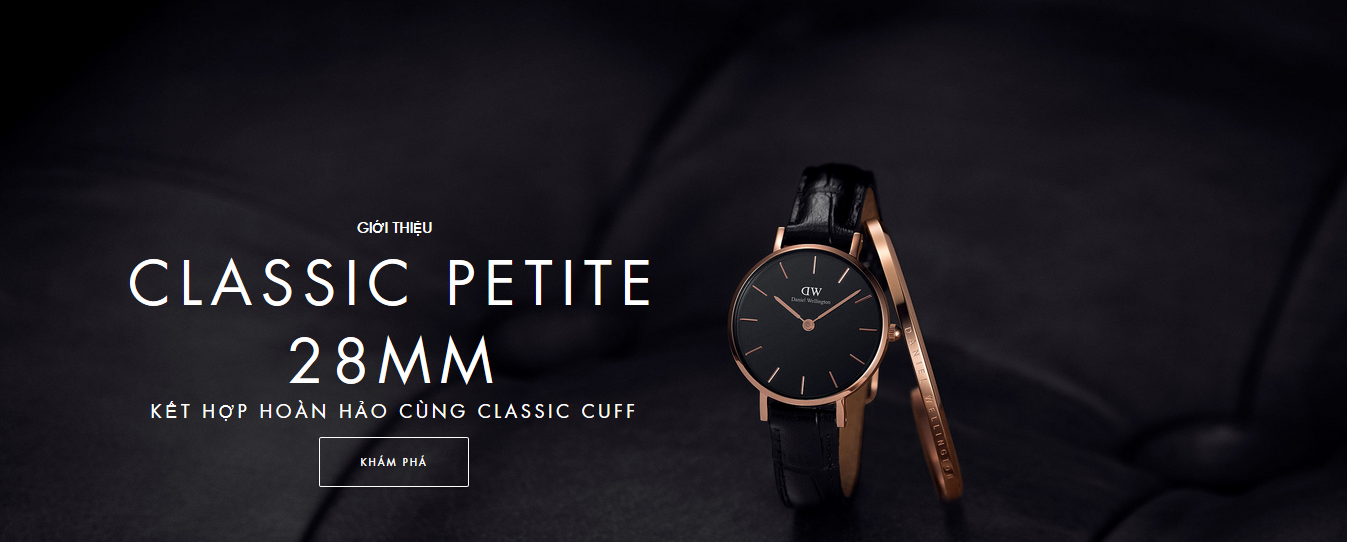 GIỚI THIỆU
CLASSIC PETITE
28MM
KẾT HỢP HOÀN HẢO CÙNG CLASSIC CUFF
KHÁM PHÁ
DW
Daniel Wellington
DANIEL WELLINGTON